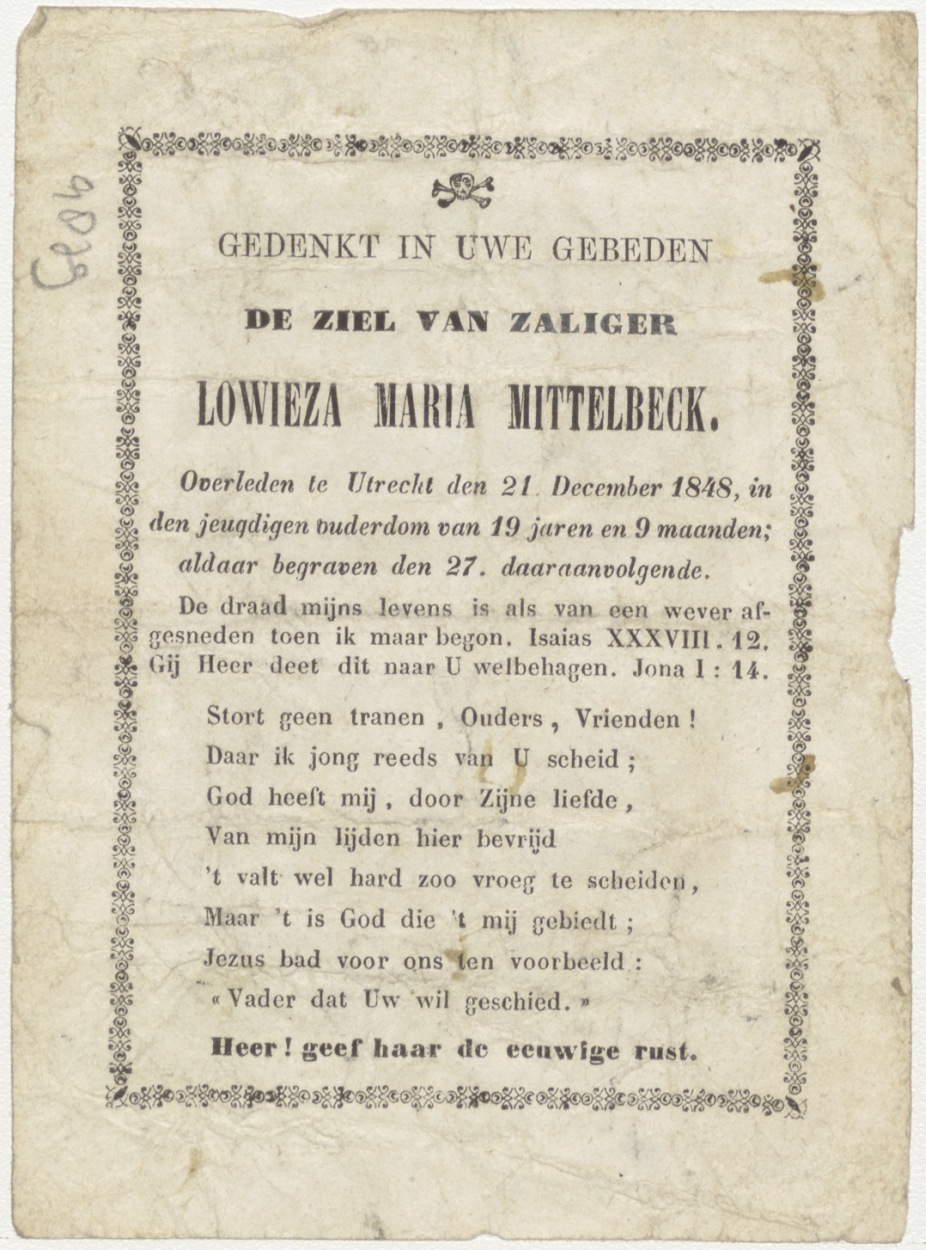 GEDENKT IN UWE GEBEDEN
DE ZIEL VAN ZALIGER
LOWIEZA MARIA MITTELBECK.
Overleden te Utrecht den 21. December 1848, in
den jeugdigen ouderdom van 19 jaren en 9 maanden;
aldaar begraven den 27. daaraanvolgende.
De draad mijns levens is als van een wever af-
gesneden toen ik maar begon. Isaias XXXVIII. 12.
Gij Heer deet dit naar U welbehagen. Jona I : 14.
Stort geen tranen, Ouders, Vrienden!
Daar ik jong reeds van U scheid;
God heeft mij, door Zijne liefde,
Van mijn lijden hier bevrijd
't valt wel hard zoo vroeg te scheiden,
Maar 't is God die 't mij gebiedt;
Jezus bad voor ons ten voorbeeld:
« Vader dat Uw wil geschied. »
Heer! geef haar de eeuwige rust.